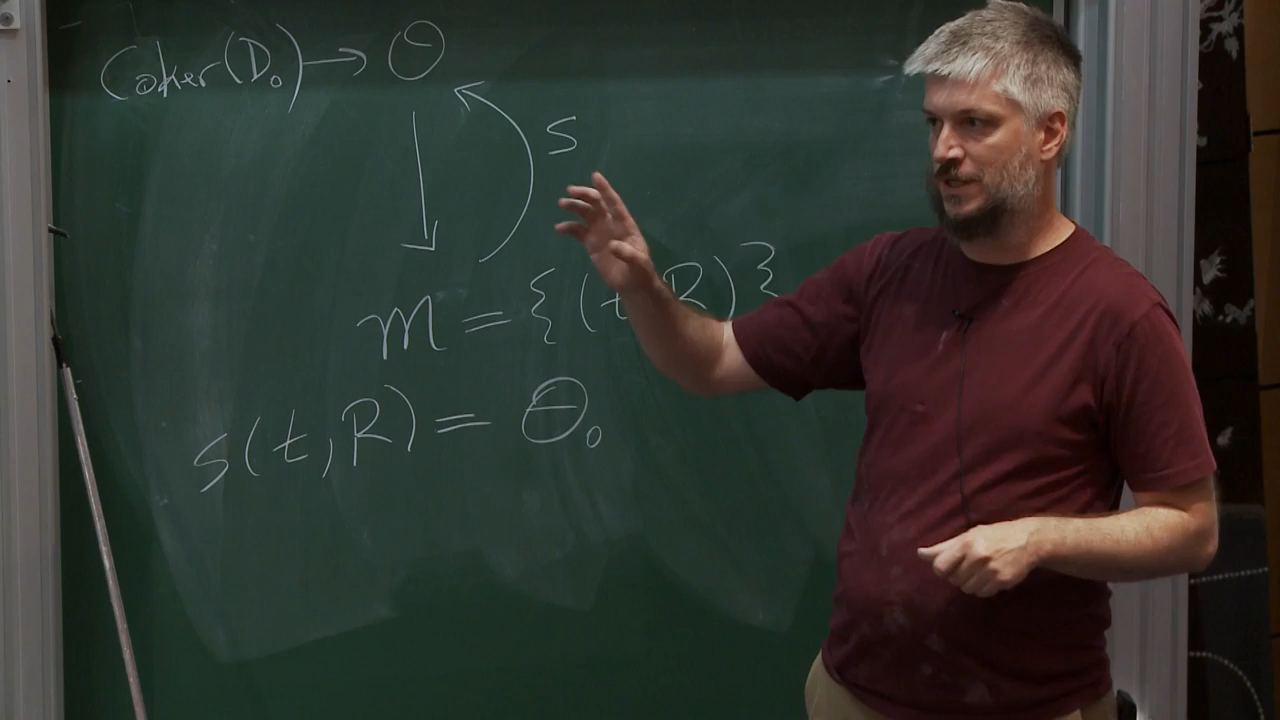 Coker(D₀) → Θ
↓ s
m = {(t,R)}
s(t,R) = Θ₀